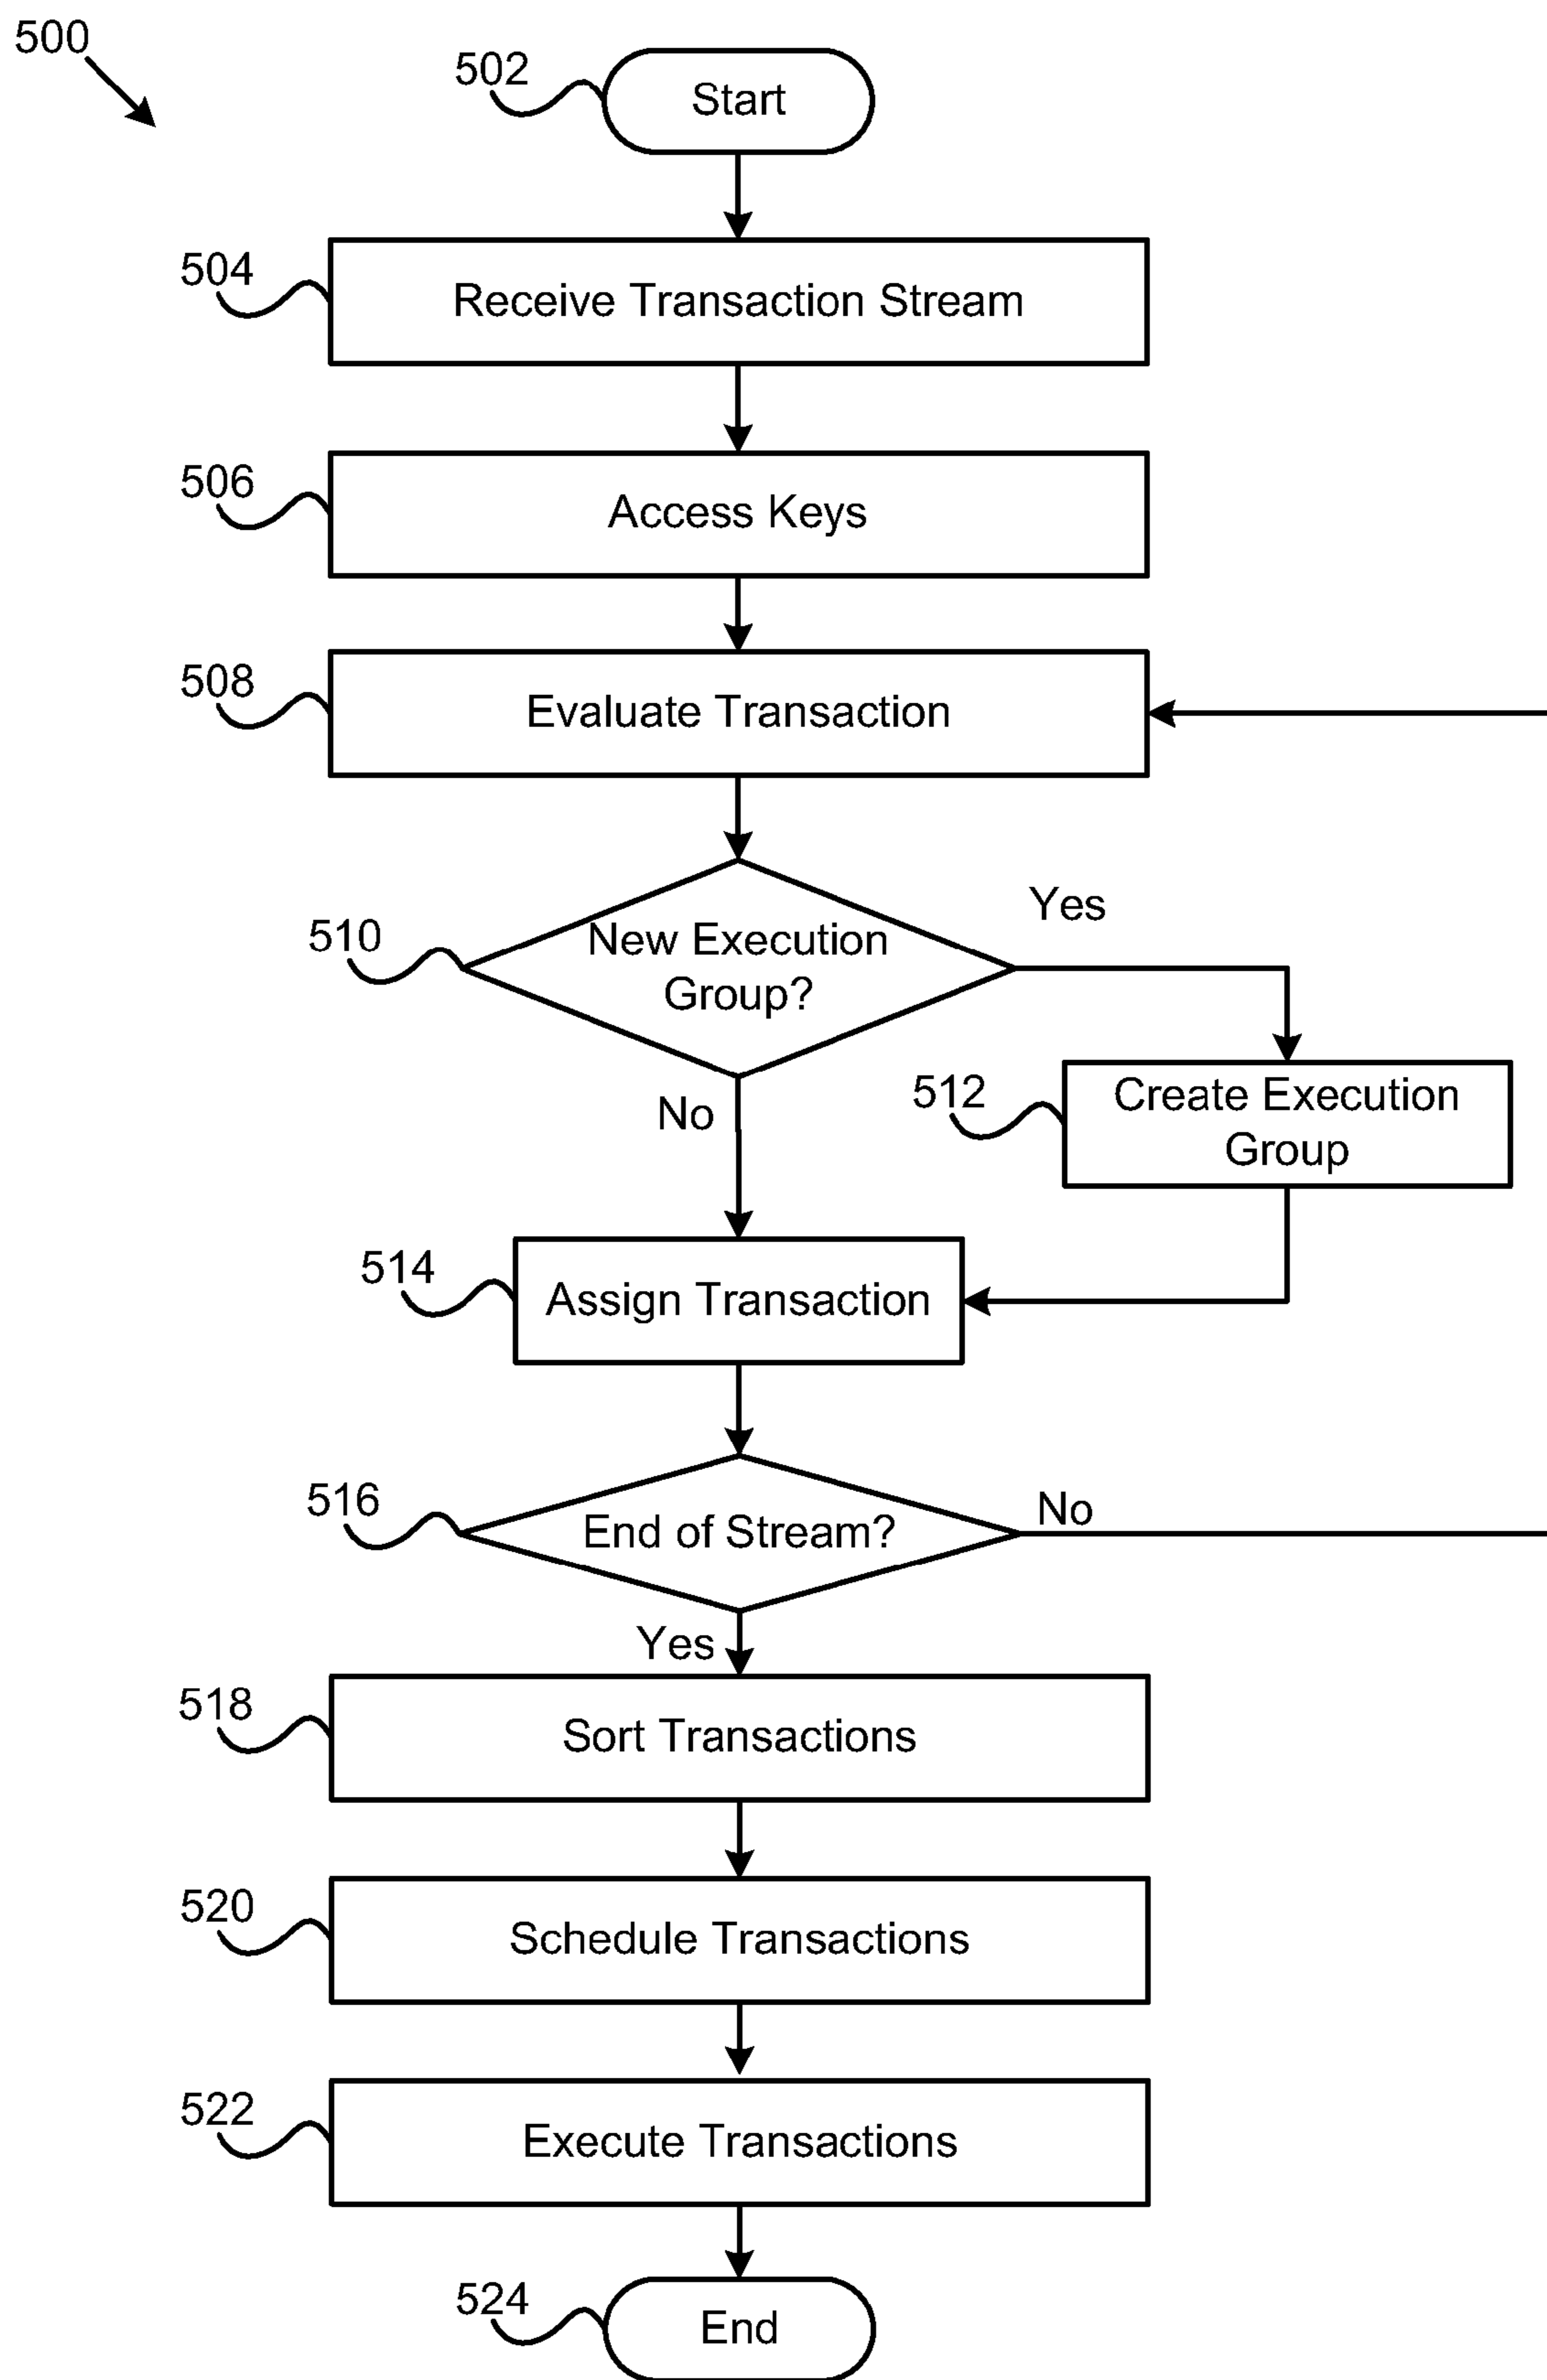 500
502
Start
504
Receive Transaction Stream
506
Access Keys
508
Evaluate Transaction
510
New Execution
Group?
Yes
No
512
Create Execution
Group
514
Assign Transaction
516
End of Stream?
No
Yes
518
Sort Transactions
520
Schedule Transactions
522
Execute Transactions
524
End